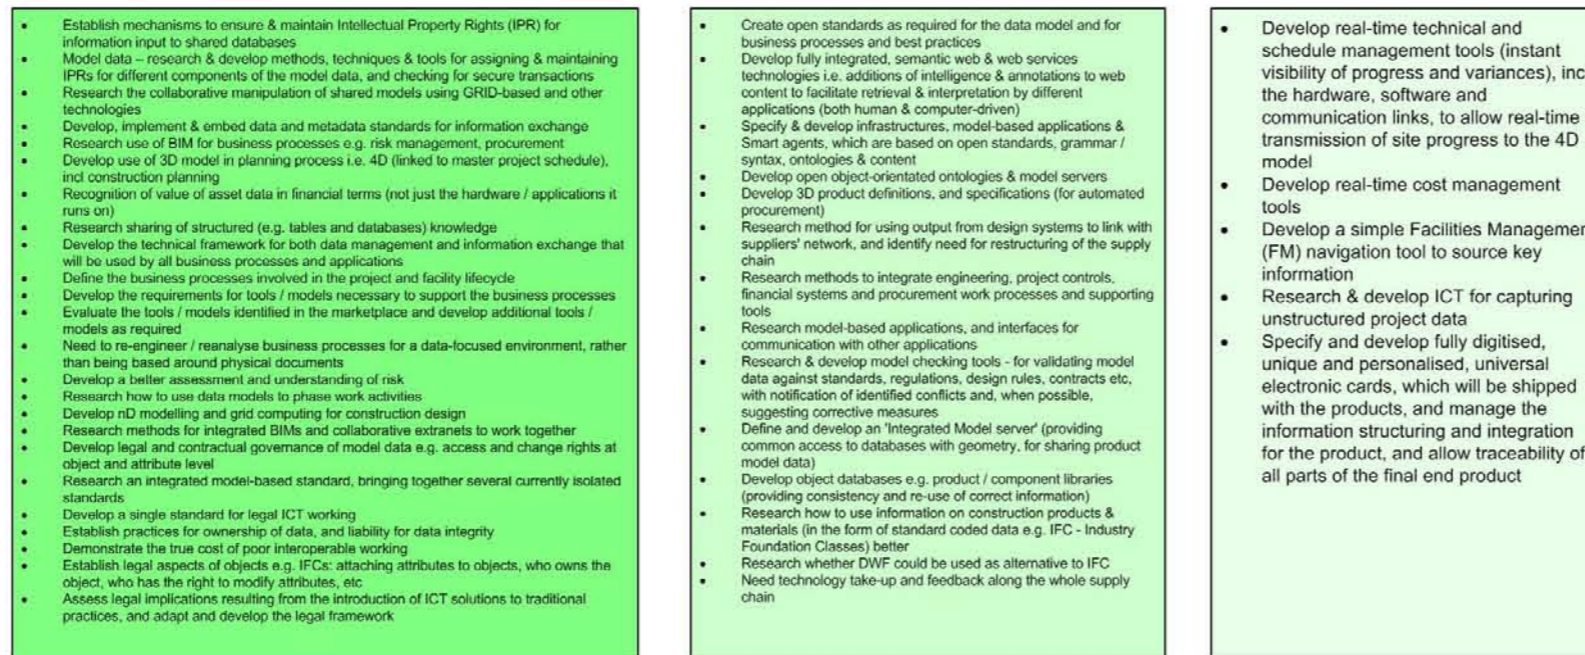 • Establish mechanisms to ensure & maintain Intellectual Property Rights (IPR) for
information input to shared databases
• Model data – research & develop methods, techniques & tools for assigning & maintaining
IPRs for different components of the model data, and checking for secure transactions
• Research the collaborative manipulation of shared models using GRID-based and other
technologies
• Develop, implement & embed data and metadata standards for information exchange
• Research use of BIM for business processes e.g. risk management, procurement
• Develop use of 3D model in planning process i.e. 4D (linked to master project schedule),
incl construction planning
• Recognition of value of asset data in financial terms (not just the hardware / applications it
runs on)
• Research sharing of structured (e.g. tables and databases) knowledge
• Develop the technical framework for both data management and information exchange that
will be used by all business processes and applications
• Define the business processes involved in the project and facility lifecycle
• Develop the requirements for tools / models necessary to support the business processes
• Evaluate the tools / models identified in the marketplace and develop additional tools /
models as required
• Need to re-engineer / reanalyse business processes for a data-focused environment, rather
than being based around physical documents
• Develop a better assessment and understanding of risk
• Research how to use data models to phase work activities
• Develop nD modelling and grid computing for construction design
• Research methods for integrated BIMs and collaborative extranets to work together
• Develop legal and contractual governance of model data e.g. access and change rights at
object and attribute level
• Research an integrated model-based standard, bringing together several currently isolated
standards
• Develop a single standard for legal ICT working
• Establish practices for ownership of data, and liability for data integrity
• Demonstrate the true cost of poor interoperable working
• Establish legal aspects of objects e.g. IFCs: attaching attributes to objects, who owns the
object, who has the right to modify attributes, etc
• Assess legal implications resulting from the introduction of ICT solutions to traditional
practices, and adapt and develop the legal framework
• Create open standards as required for the data model and for
business processes and best practices
• Develop fully integrated, semantic web & web services
technologies i.e. additions of intelligence & annotations to web
content to facilitate retrieval & interpretation by different
applications (both human & computer-driven)
• Specify & develop infrastructures, model-based applications &
Smart agents, which are based on open standards, grammar /
syntax, ontologies & content
• Develop open object-orientated ontologies & model servers
• Develop 3D product definitions, and specifications (for automated
procurement)
• Research method for using output from design systems to link with
suppliers' network, and identify need for restructuring of the supply
chain
• Research methods to integrate engineering, project controls,
financial systems and procurement work processes and supporting
tools
• Research model-based applications, and interfaces for
communication with other applications
• Research & develop model checking tools - for validating model
data against standards, regulations, design rules, contracts etc,
with notification of identified conflicts and, when possible,
suggesting corrective measures
• Define and develop an 'Integrated Model server' (providing
common access to databases with geometry, for sharing product
model data)
• Develop object databases e.g. product / component libraries
(providing consistency and re-use of correct information)
• Research how to use information on construction products &
materials (in the form of standard coded data e.g. IFC - Industry
Foundation Classes) better
• Research whether DWF could be used as alternative to IFC
• Need technology take-up and feedback along the whole supply
chain
• Develop real-time technical and
schedule management tools (instant
visibility of progress and variances), inc
the hardware, software and
communication links, to allow real-time
transmission of site progress to the 4D
model
• Develop real-time cost management
tools
• Develop a simple Facilities Managemen
(FM) navigation tool to source key
information
• Research & develop ICT for capturing
unstructured project data
• Specify and develop fully digitised,
unique and personalised, universal
electronic cards, which will be shipped
with the products, and manage the
information structuring and integration
for the product, and allow traceability of
all parts of the final end product